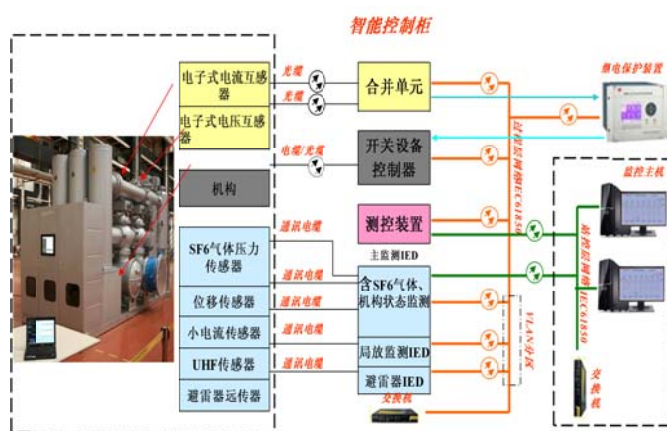 智能控制柜
电子式电流互感
器
电子式电压互感
器
机构
SF6气体压力
传感器
位移传感器
小电流传感器
UHF传感器
避雷器远传器
光缆
光缆
电缆/光缆
通讯电缆
通讯电缆
通讯电缆
通讯电缆
通讯电缆
合并单元
开关设备
控制器
测控装置
主监测IED
含SF6气体、
机构状态监测
局放监测IED
避雷器IED
交换机
过程层网络IEC61850
VLAN分区
继电保护装置
监控主机
站控层网络IEC61850
交换机